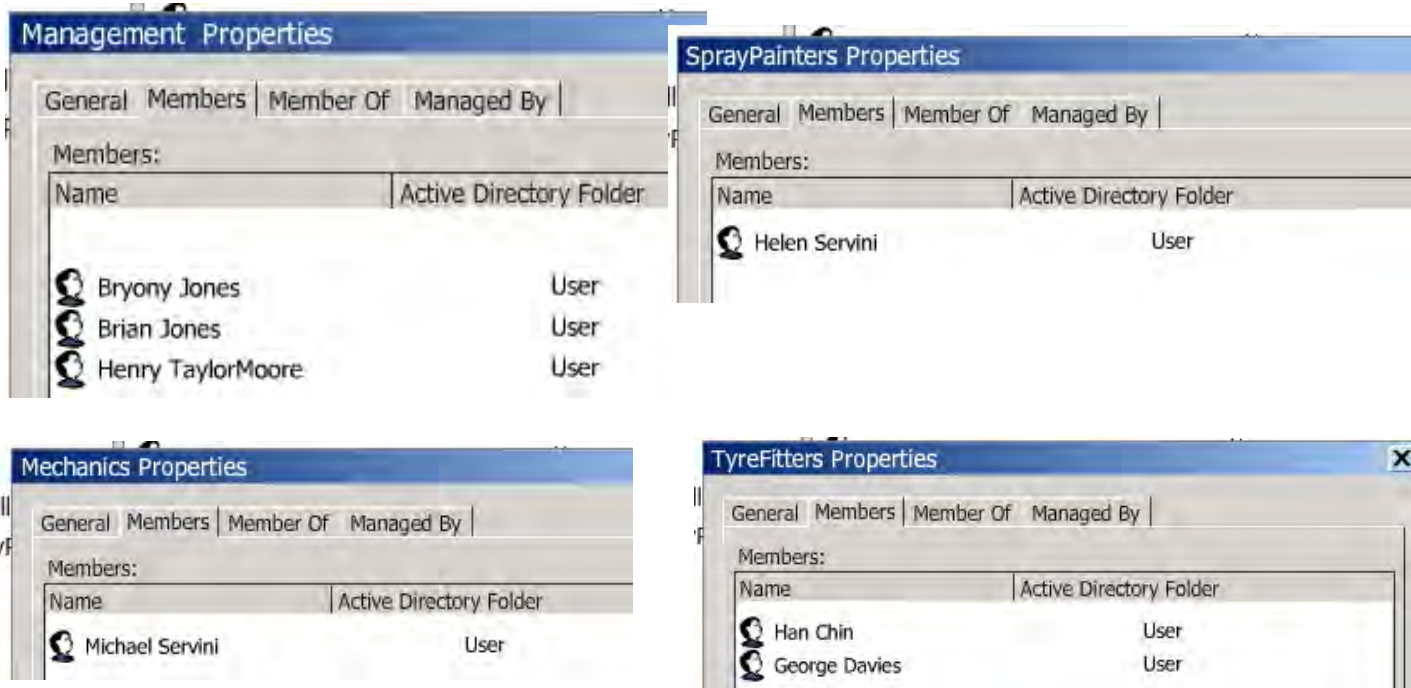 Management Properties
General Members Member Of Managed By
Members:
Name Active Directory Folder
Bryony Jones User
Brian Jones User
Henry TaylorMoore User
SprayPainters Properties
General Members Member Of Managed By
Members:
Name Active Directory Folder
Helen Servini User
Mechanics Properties
General Members Member Of Managed By
Members:
Name Active Directory Folder
Michael Servini User
TyreFitters Properties
General Members Member Of Managed By
Members:
Name Active Directory Folder
Han Chin User
George Davies User